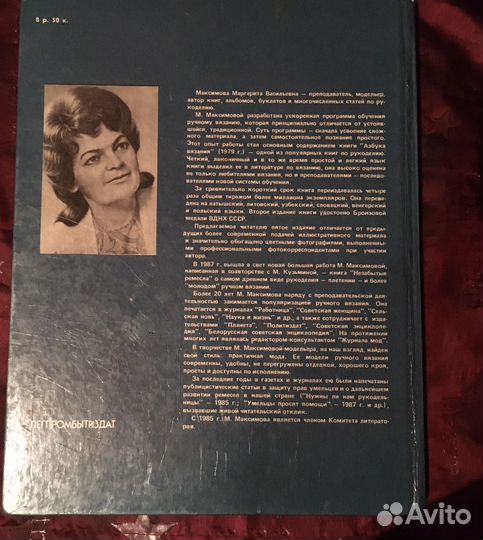 8 р. 50 к.
Максимова Маргарита Васильевна — преподаватель, модельер,
автор книг, альбомов, буклетов и многочисленных статей по ру-
коделию.
М. Максимовой разработана ускоренная программа обучения
ручному вязанию, которая принципиально отличается от устояв-
шейся, традиционной. Суть программы — сначала усвоение слож-
ного материала, а затем самостоятельное познание простого.
Этот опыт работы стал основным содержанием книги "Азбука
вязания" (1979 г.) — одной из популярных книг по рукоделию.
Четкий, лаконичный и в то же время простой и легкий язык
книги выделил ее в литературе по вязанию, она высоко оценена
не только любителями вязания, но и преподавателями — последо-
вателями новой системы обучения.
За сравнительно короткий срок книга переиздавалась четыре
раза общим тиражом более миллиона экземпляров. Она переве-
дена на латышский, литовский, узбекский, словацкий, венгерский
и польский языки. Второе издание книги удостоено Бронзовой
медали ВДНХ СССР.
Предлагаемое читателю пятое издание отличается от преды-
дущих более современной подачей иллюстративного материала
и значительно обогащено цветными фотографиями, выполненны-
ми профессиональными фотокорреспондентами при участии
автора.
В 1987 г. вышла в свет новая большая работа М. Максимовой,
написанная в соавторстве с М. Кузьминой, — книга "Незабытые
ремесла" о самом древнем виде рукоделия — плетении — и более
"молодом" ручном вязании.
Более 20 лет М. Максимова наряду с преподавательской дея-
тельностью занимается популяризацией ручного вязания. Она
печатается в журналах "Работница", "Советская женщина", "Сель-
ская новь", "Наука и жизнь" и др., а также сотрудничает с изда-
тельствами "Планета", "Политиздат", "Советская энциклопе-
дия", "Белорусская советская энциклопедия". На протяжении
многих лет являлась редактором-консультантом "Журнала мод".
В творчестве М. Максимовой-модельера, на наш взгляд, найден
свой стиль: практичная мода. Ее модели ручного вязания
современны, удобны, не перегружены отделкой, хорошего кроя,
просты и доступны по исполнению.
За последние годы в газетах и журналах ею были напечатаны
публицистические статьи в защиту прав умельцев и о дальнейшем
развитии ремесел в нашей стране ("Нужны ли нам рукодель-
ницы" — 1985 г.; "Умельцы просят помощи" — 1987 г. и др.),
вызвавшие живой читательский отклик.
С 1985 г. М. Максимова является членом Комитета литерато-
ров.
ЛЕГПРОМБЫТИЗДАТ
Avito